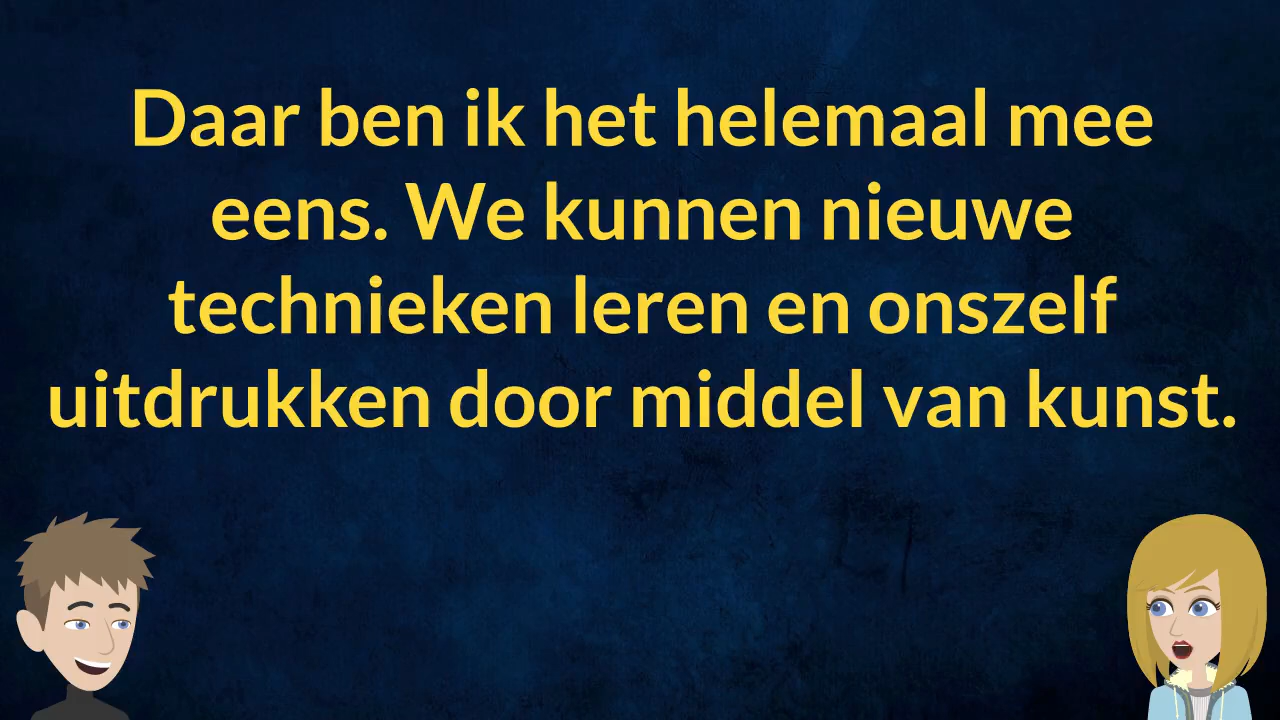 Daar ben ik het helemaal mee
eens. We kunnen nieuwe
technieken leren en onszelf
uitdrukken door middel van kunst.